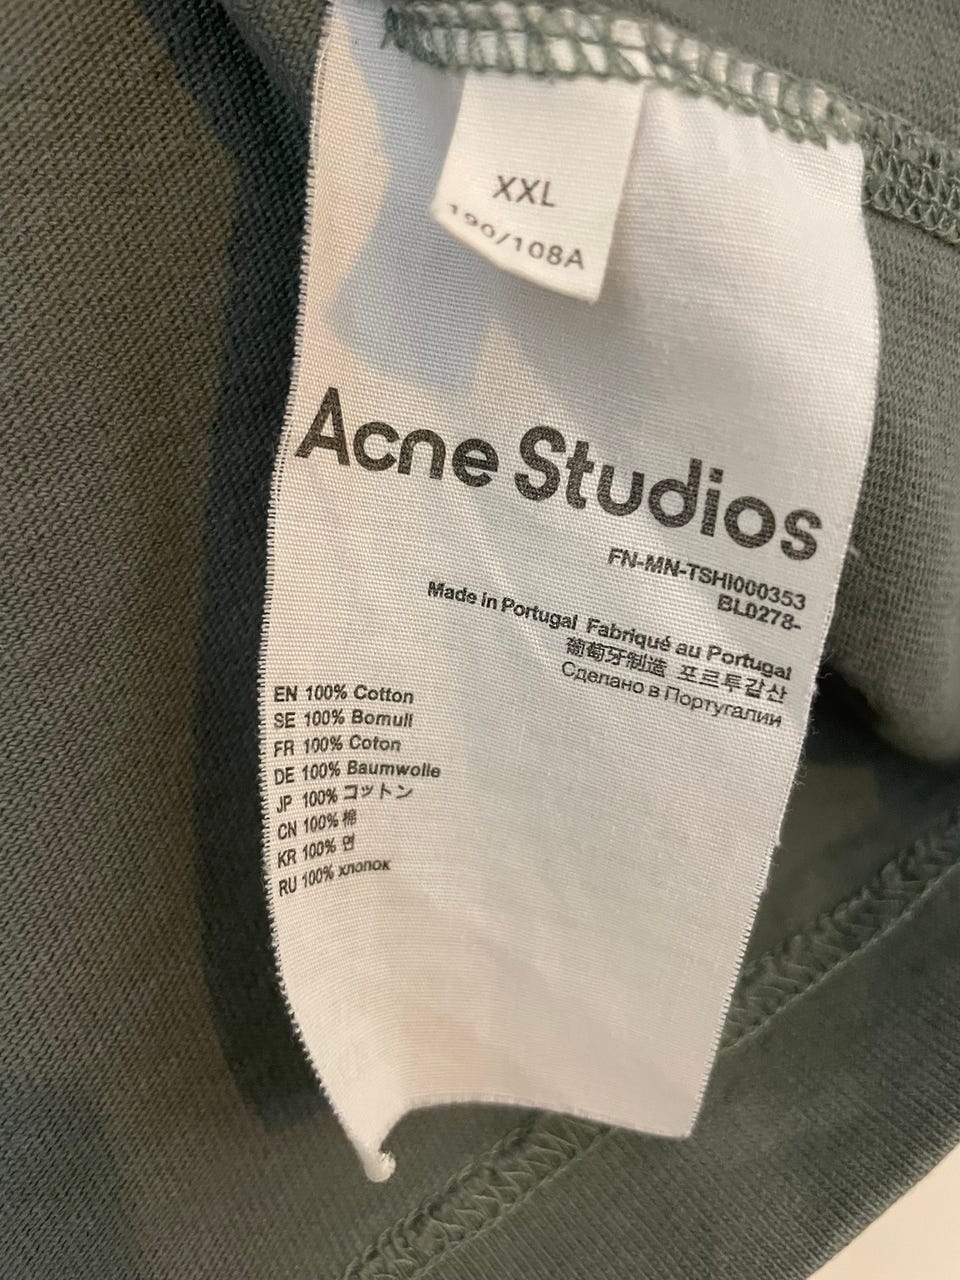 XXL
190/108A
Acne Studios
FN-MN-TSHI000353
BL0278-
Made in Portugal Fabriqué au Portugal
葡萄牙制造 포르투갈산
Сделано в Португалии
EN 100% Cotton
SE 100% Bomull
FR 100% Coton
DE 100% Baumwolle
JP 100% コットン
CN 100% 棉
KR 100% 면
RU 100% хлопок